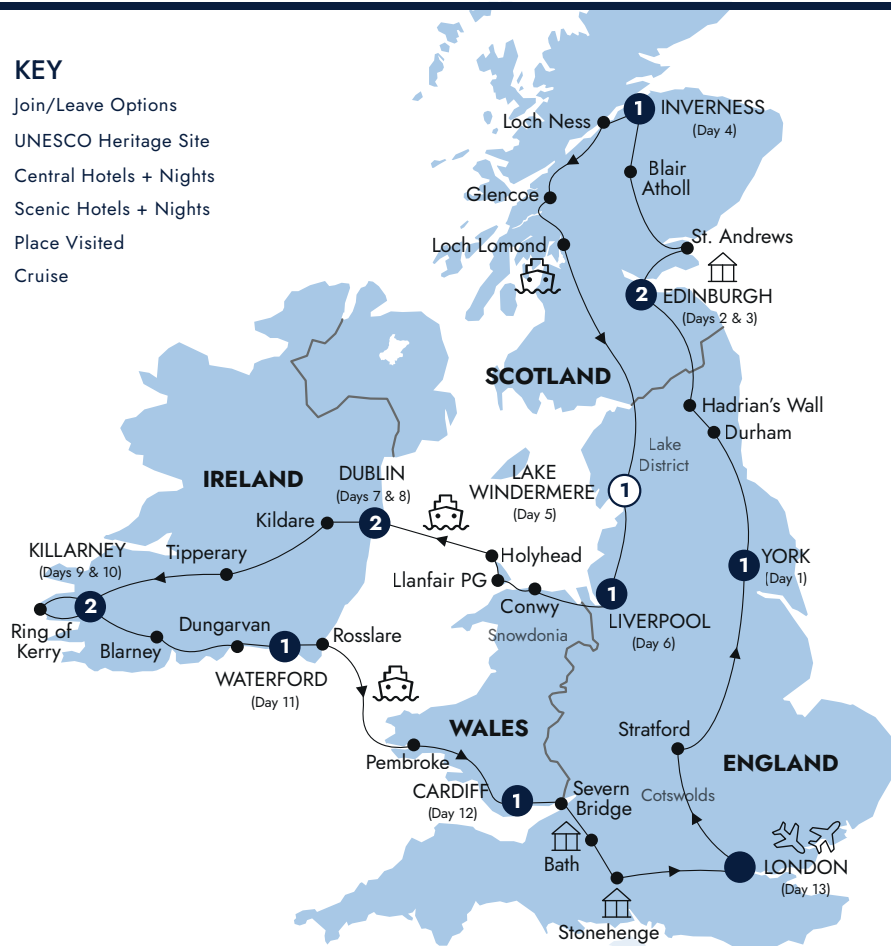 KEY
Join/Leave Options
UNESCO Heritage Site
Central Hotels + Nights
Scenic Hotels + Nights
Place Visited
Cruise
Loch Ness
1
INVERNESS
(Day 4)
Blair
Atholl
Glencoe
Loch Lomond
St. Andrews
2
EDINBURGH
(Days 2 & 3)
SCOTLAND
Hadrian's Wall
Durham
Lake
District
LAKE
WINDERMERE
(Day 5)
1
IRELAND
DUBLIN
(Days 7 & 8)
2
Kildare
Holyhead
Llanfair PG
Conwy
Snowdonia
1
LIVERPOOL
(Day 6)
1
YORK
(Day 1)
KILLARNEY
(Days 9 & 10)
2
Tipperary
Ring of
Kerry
Blarney
Dungarvan
1
WATERFORD
(Day 11)
Rosslare
WALES
Pembroke
CARDIFF
(Day 12)
1
Severn
Bridge
Stratford
ENGLAND
Cotswolds
Bath
Stonehenge
LONDON
(Day 13)